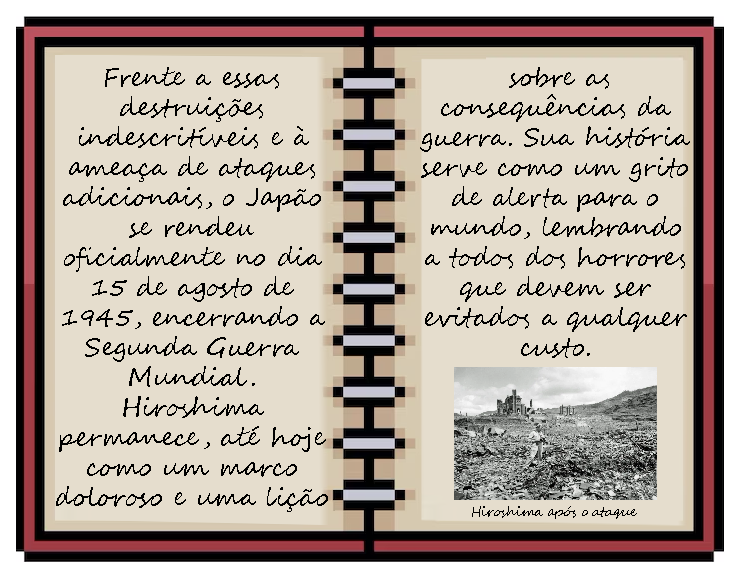 Frente a essas
destruições
indescritíveis e à
ameaça de ataques
adicionais, o Japão
se rendeu
oficialmente no dia
15 de agosto de
1945, encerrando a
Segunda Guerra
Mundial.
Hiroshima
permanece, até hoje
como um marco
doloroso e uma lição
sobre as
consequências da
guerra. Sua história
serve como um grito
de alerta para o
mundo, lembrando
a todos dos horrores
que devem ser
evitados a qualquer
custo.
Hiroshima após o ataque